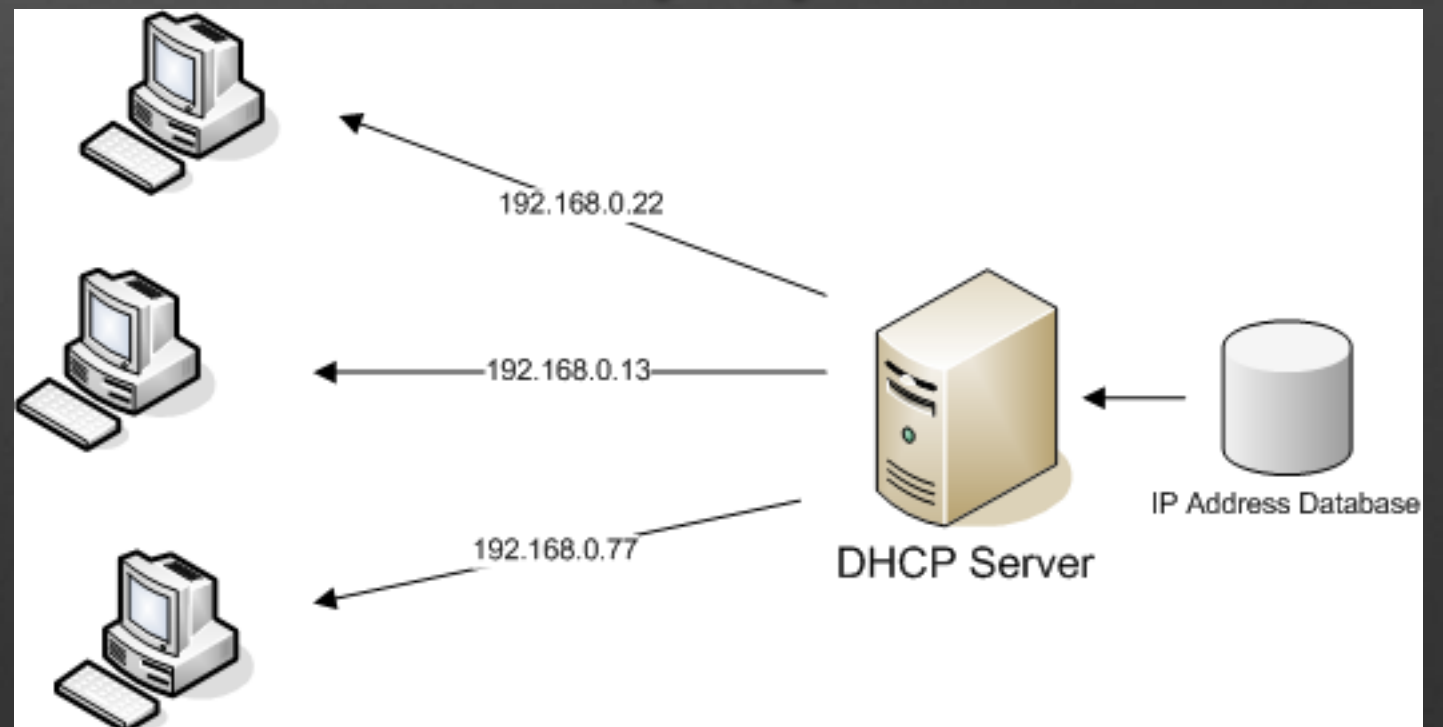 192.168.0.22
192.168.0.13
192.168.0.77
DHCP Server
IP Address Database